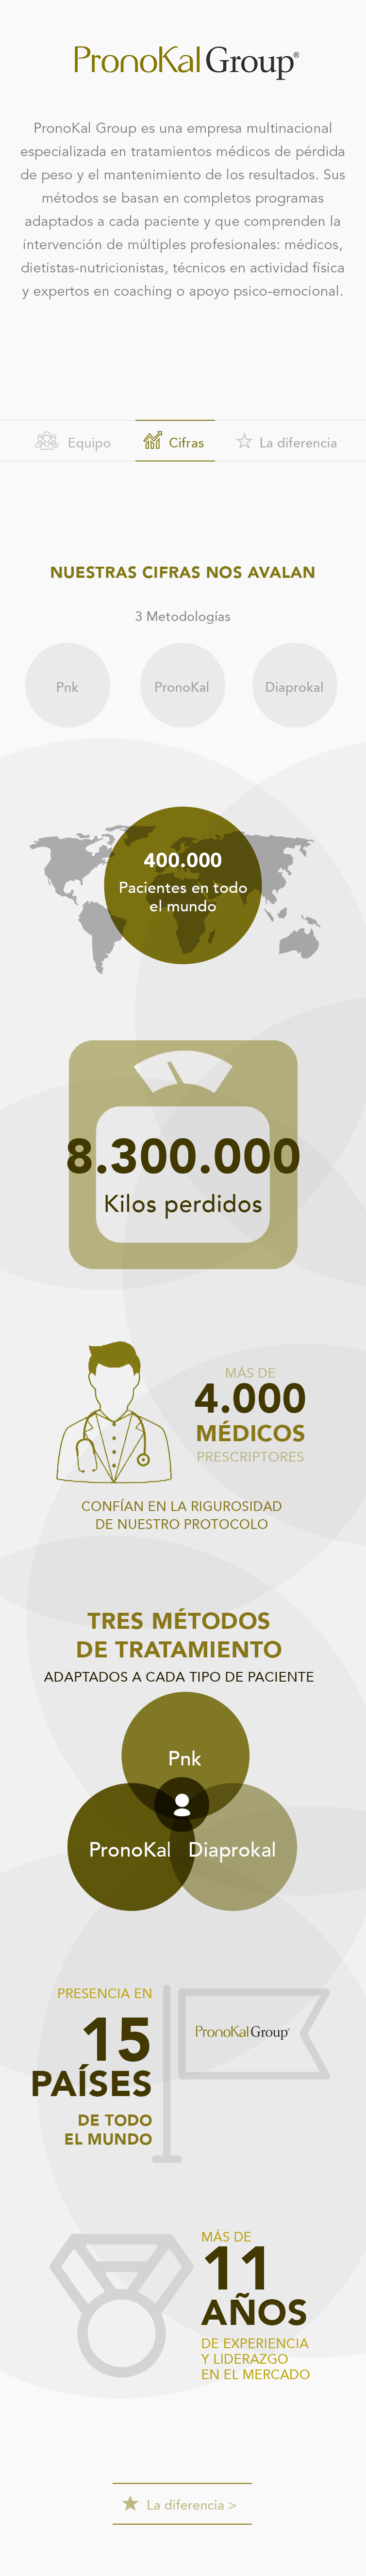 PronoKal Group®
PronoKal Group es una empresa multinacional
especializada en tratamientos médicos de pérdida
de peso y el mantenimiento de los resultados. Sus
métodos se basan en completos programas
adaptados a cada paciente y que comprenden la
intervención de múltiples profesionales: médicos,
dietistas-nutricionistas, técnicos en actividad física
y expertos en coaching o apoyo psico-emocional.
Equipo
Cifras
La diferencia
NUESTRAS CIFRAS NOS AVALAN
3 Metodologías
Pnk
PronoKal
Diaprokal
400.000
Pacientes en todo
el mundo
8.300.000
Kilos perdidos
MÁS DE
4.000
MÉDICOS
PRESCRIPTORES
CONFÍAN EN LA RIGUROSIDAD
DE NUESTRO PROTOCOLO
TRES MÉTODOS
DE TRATAMIENTO
ADAPTADOS A CADA TIPO DE PACIENTE
Pnk
PronoKal
Diaprokal
PRESENCIA EN
15
PAÍSES
DE TODO
EL MUNDO
PronoKal Group®
MÁS DE
11
AÑOS
DE EXPERIENCIA
Y LIDERAZGO
EN EL MERCADO
La diferencia >